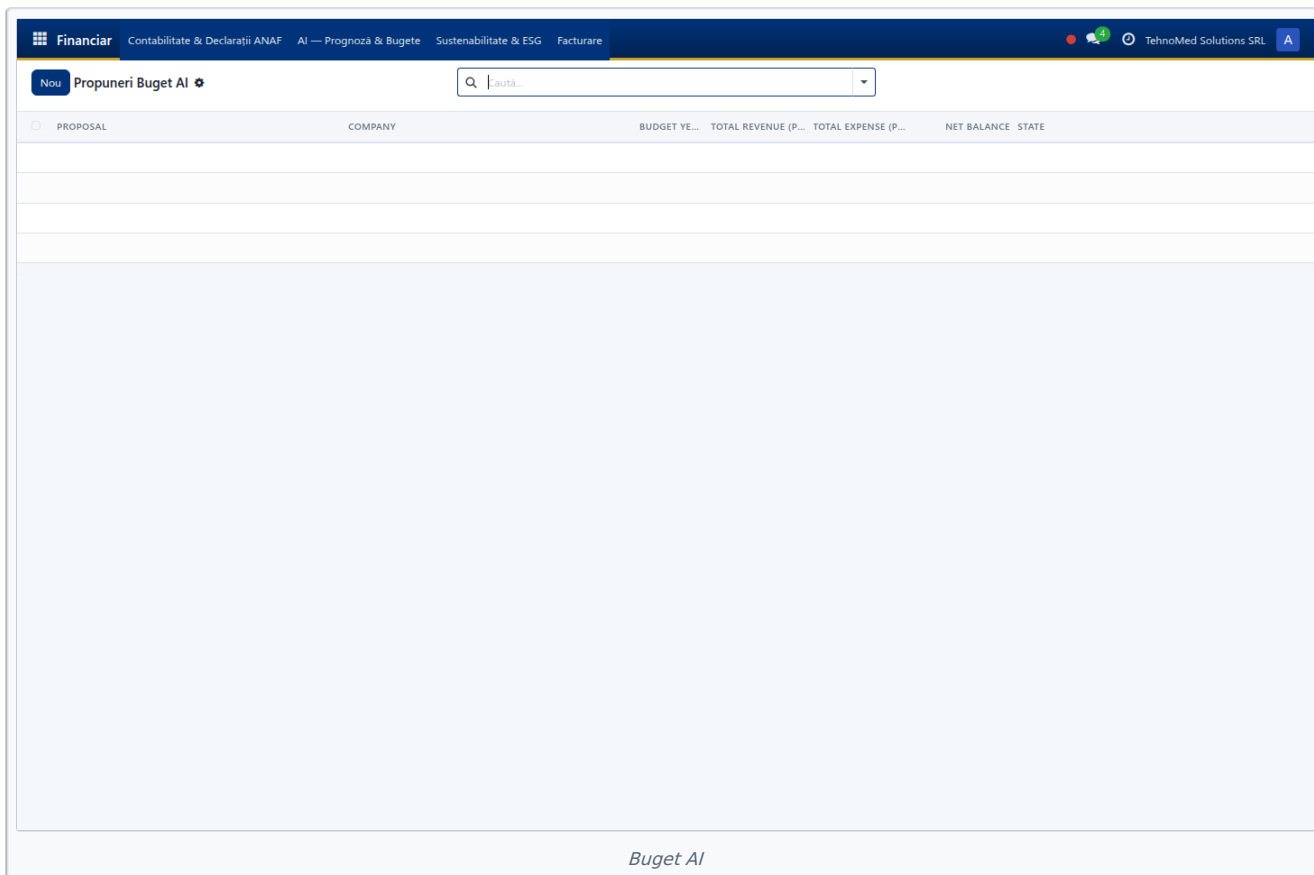 Financiar Contabilitate & Declarații ANAF AI — Prognoză & Bugete Sustenabilitate & ESG Facturare 4 TehnoMed Solutions SRL A
Nou Propuneri Buget AI Caută...
PROPOSAL COMPANY BUDGET YE... TOTAL REVENUE (P... TOTAL EXPENSE (P... NET BALANCE STATE
Buget AI